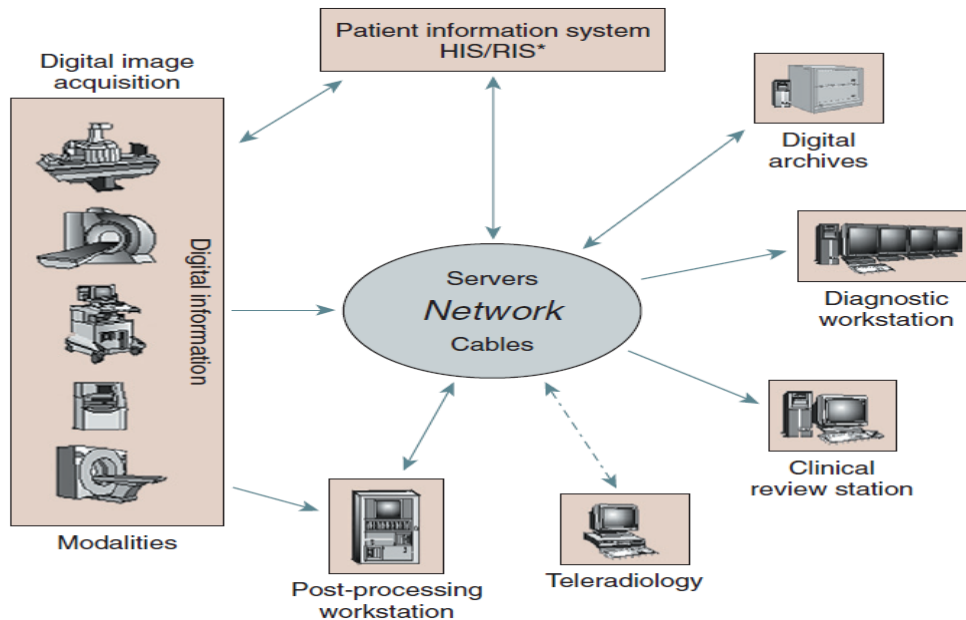 Patient information system
HIS/RIS*
Digital image
acquisition
Digital information
Modalities
Servers
Network
Cables
Digital
archives
Diagnostic
workstation
Clinical
review station
Teleradiology
Post-processing
workstation